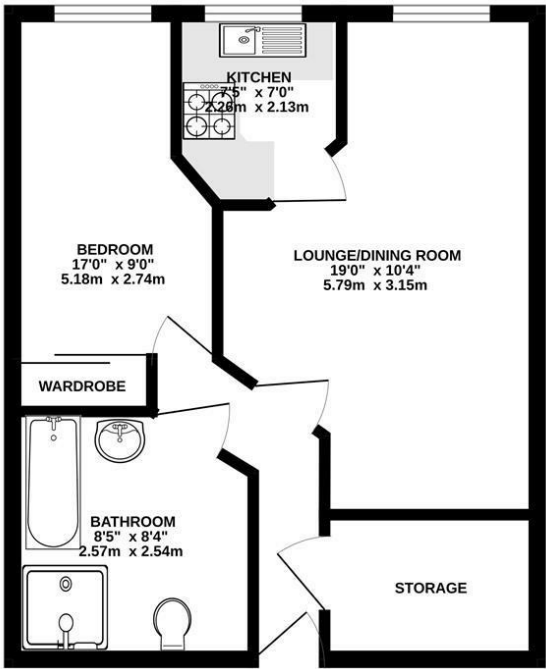 KITCHEN
7'5" x 7'0"
2.26m x 2.13m
BEDROOM
17'0" x 9'0"
5.18m x 2.74m
LOUNGE/DINING ROOM
19'0" x 10'4"
5.79m x 3.15m
WARDROBE
BATHROOM
8'5" x 8'4"
2.57m x 2.54m
STORAGE